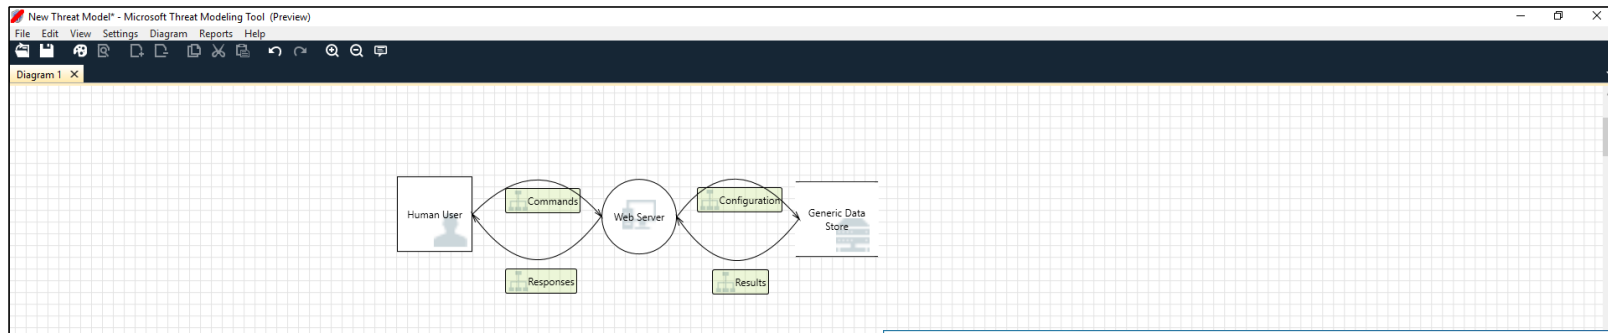 New Threat Model* - Microsoft Threat Modeling Tool (Preview)
File Edit View Settings Diagram Reports Help
Diagram 1
Human User
Commands
Responses
Web Server
Configuration
Results
Generic Data
Store